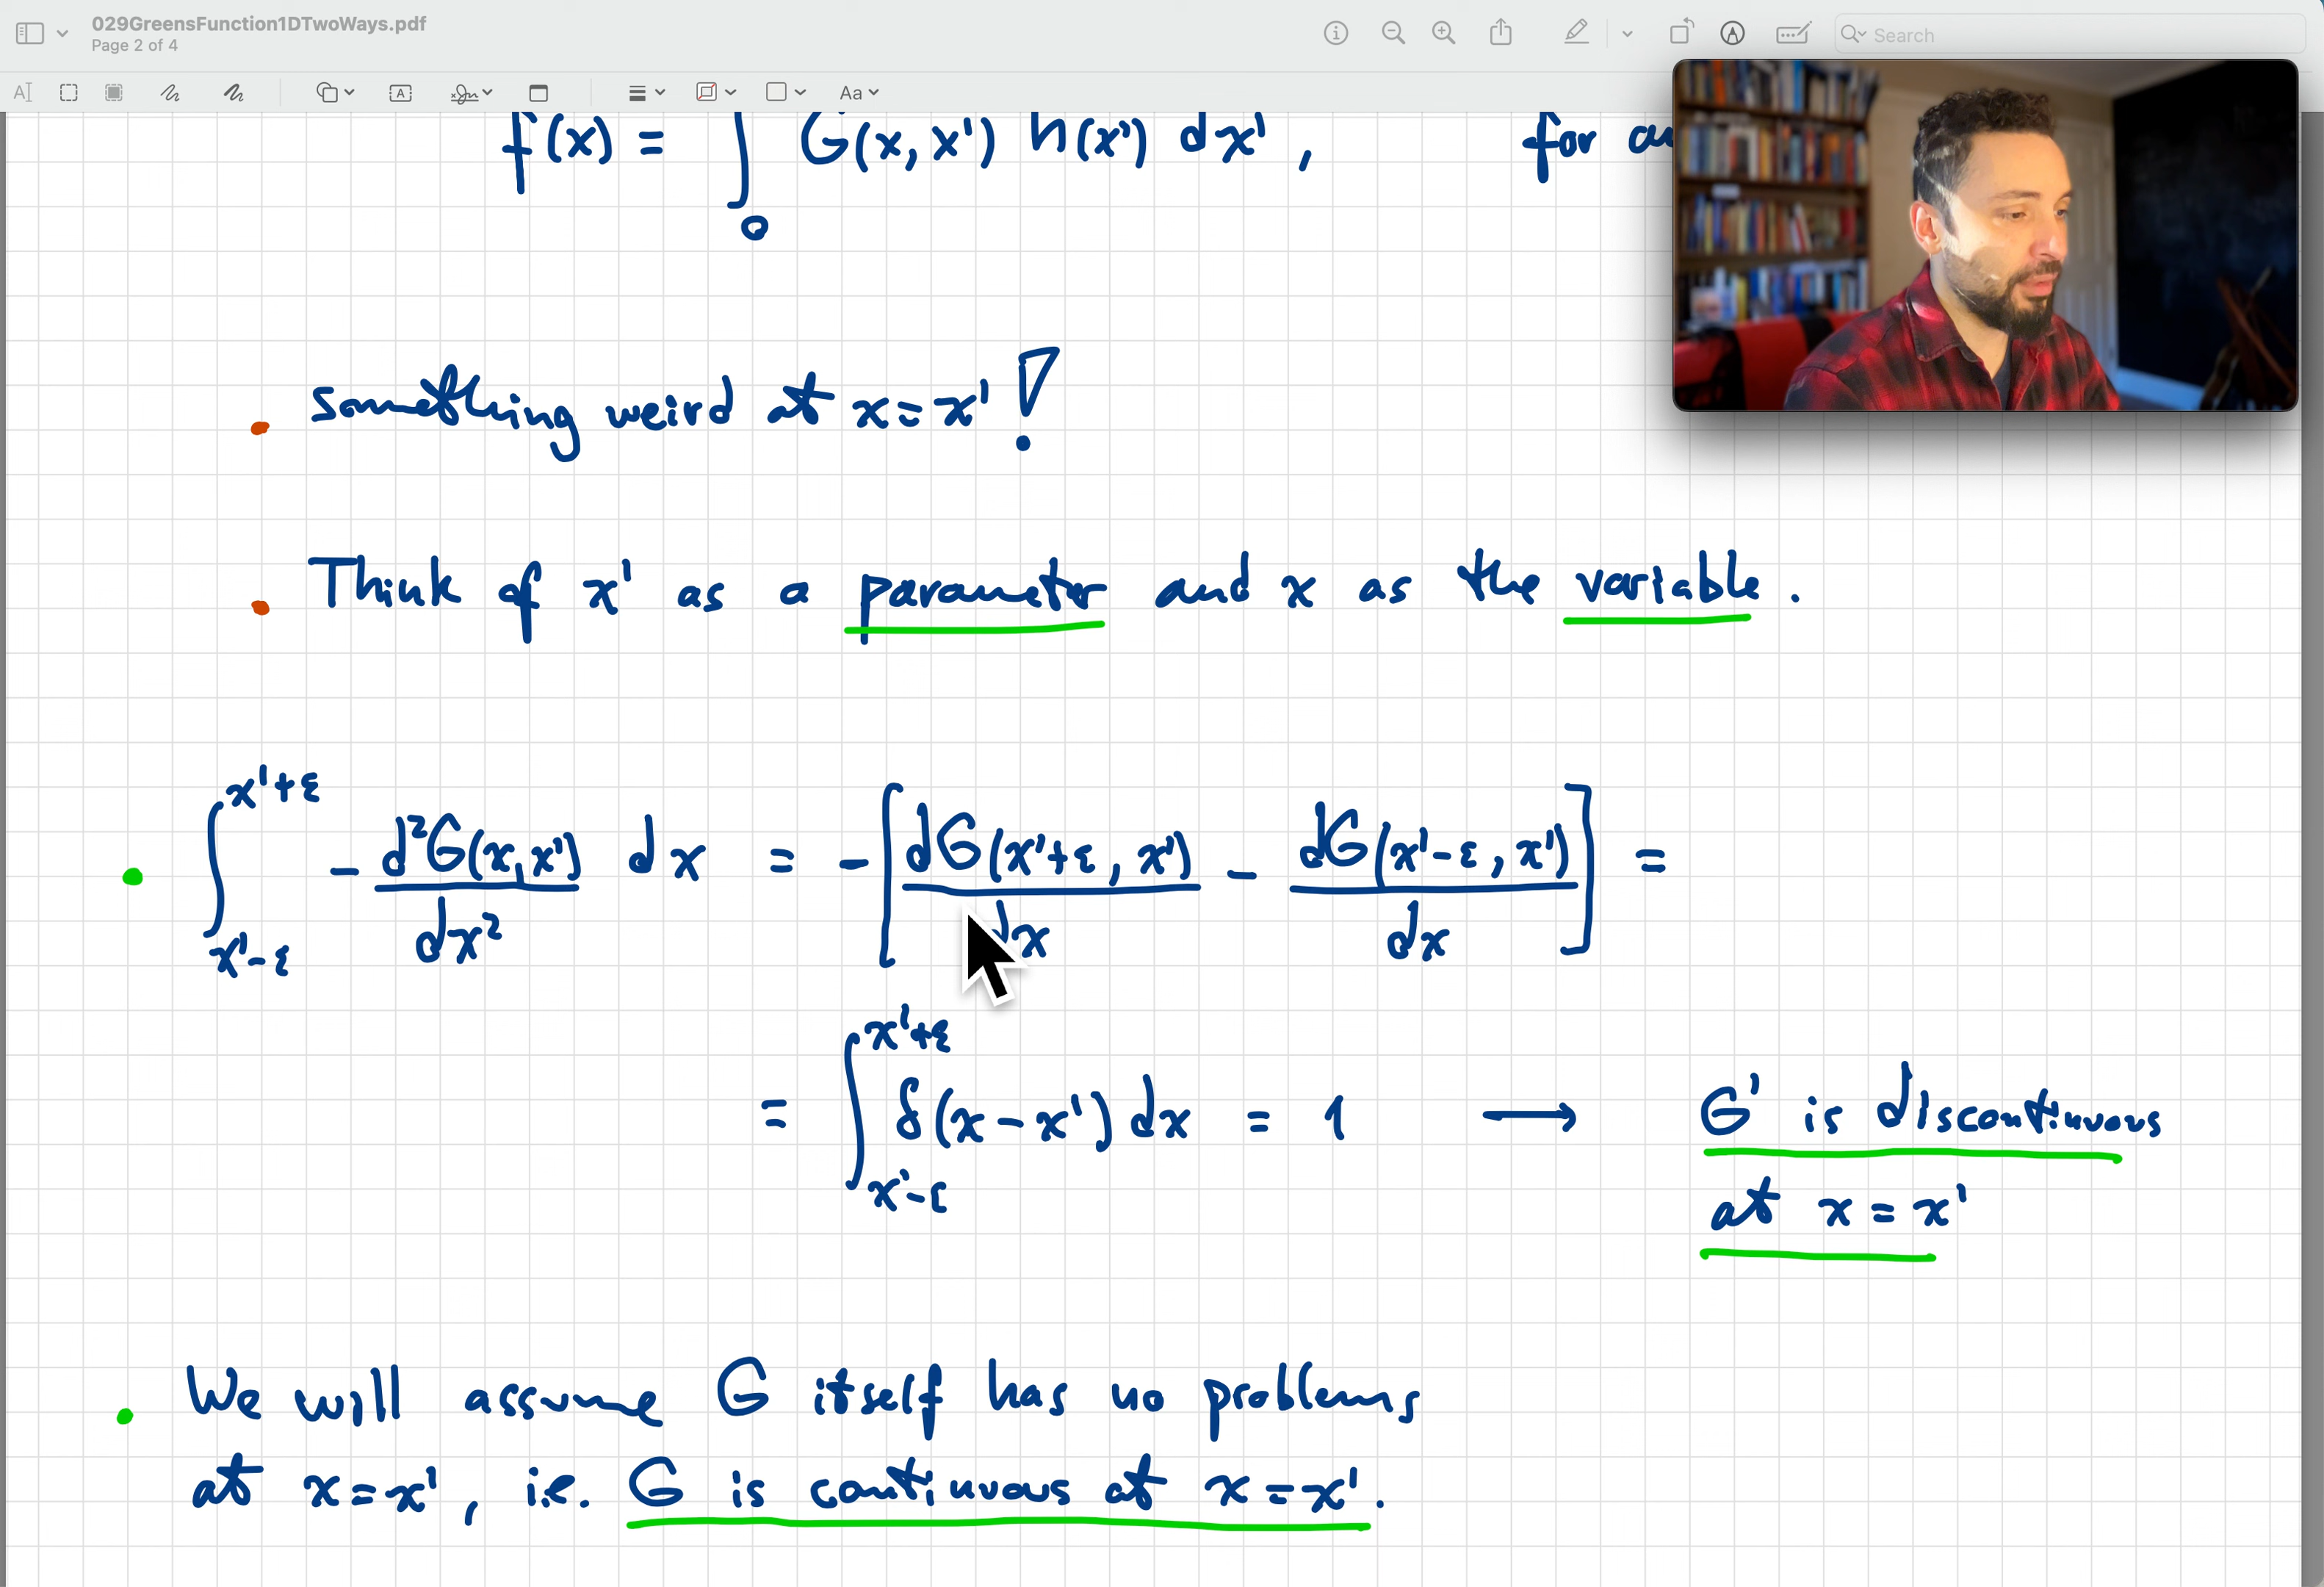 029GreensFunction1DTwoWays.pdf
Page 2 of 4
Search
Aa
f(x) = ∫₀ G(x, x') h(x') dx' , for an
• something weird at x = x' !
• Think of x' as a parameter and x as the variable.
• ∫_{x'-ε}^{x'+ε} - d²G(x,x')/dx² dx = - [ dG(x'+ε, x')/dx - dG(x'-ε, x')/dx ] =
= ∫_{x'-ε}^{x'+ε} δ(x-x') dx = 1 ⟶ G' is discontinuous
at x = x'
• We will assume G itself has no problems
at x=x', i.e. G is continuous at x=x'.